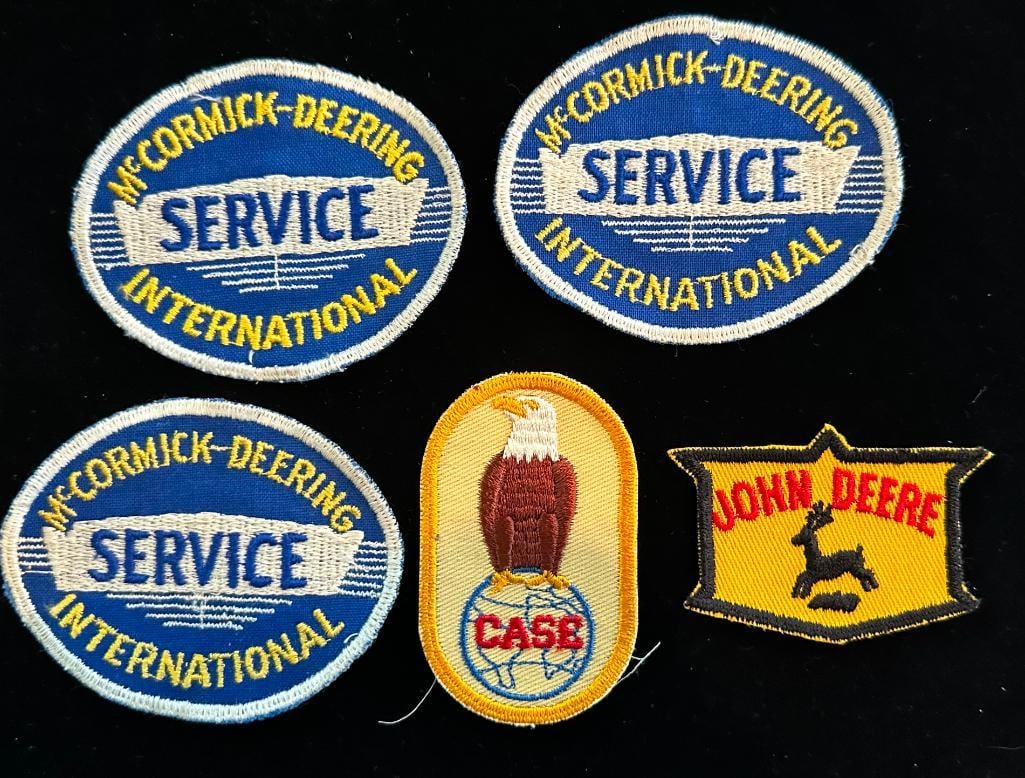 McCORMICK-DEERING
SERVICE
INTERNATIONAL
McCORMICK-DEERING
SERVICE
INTERNATIONAL
McCORMICK-DEERING
SERVICE
INTERNATIONAL
CASE
JOHN DEERE